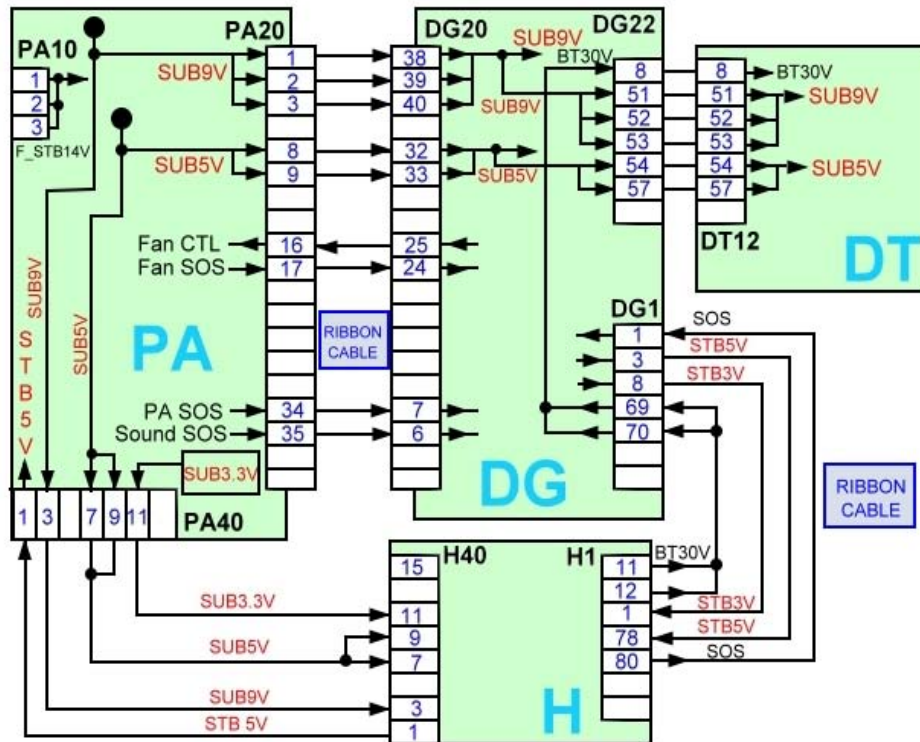 PA10
PA20
DG20
DG22
1
2
3
F_STB14V
SUB9V
1
2
3
8
9
16
17
34
35
SUB5V
Fan CTL
Fan SOS
PA SOS
Sound SOS
STB5V
SUB9V
SUB5V
PA
SUB3.3V
PA40
1
3
7
9
11
RIBBON
CABLE
38
39
40
32
33
25
24
7
6
SUB9V
BT30V
SUB9V
SUB5V
DG
8
51
52
53
54
57
DG1
1
3
8
69
70
8
51
52
53
54
57
BT30V
SUB9V
SUB5V
DT12
DT
SOS
STB5V
STB3V
RIBBON
CABLE
H40
H1
15
11
9
7
3
1
SUB3.3V
SUB5V
SUB9V
STB 5V
H
11
12
1
78
80
BT30V
STB3V
STB5V
SOS